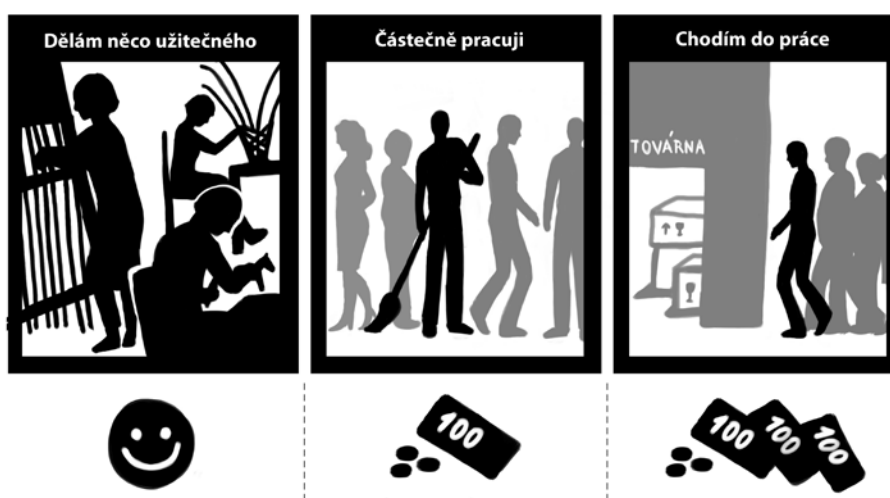 Dělám něco užitečného
Částečně pracuji
Chodím do práce
TOVÁRNA
100
100
100
100